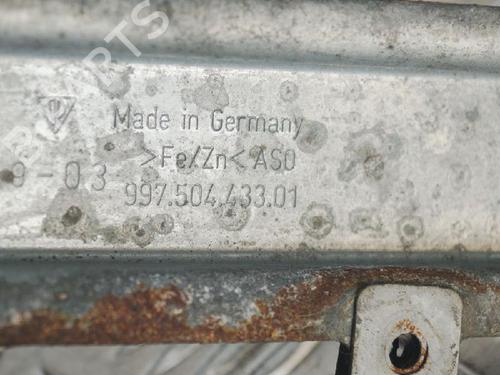 Made in Germany
>Fe/Zn< ASO
9-03
997.504.433.01